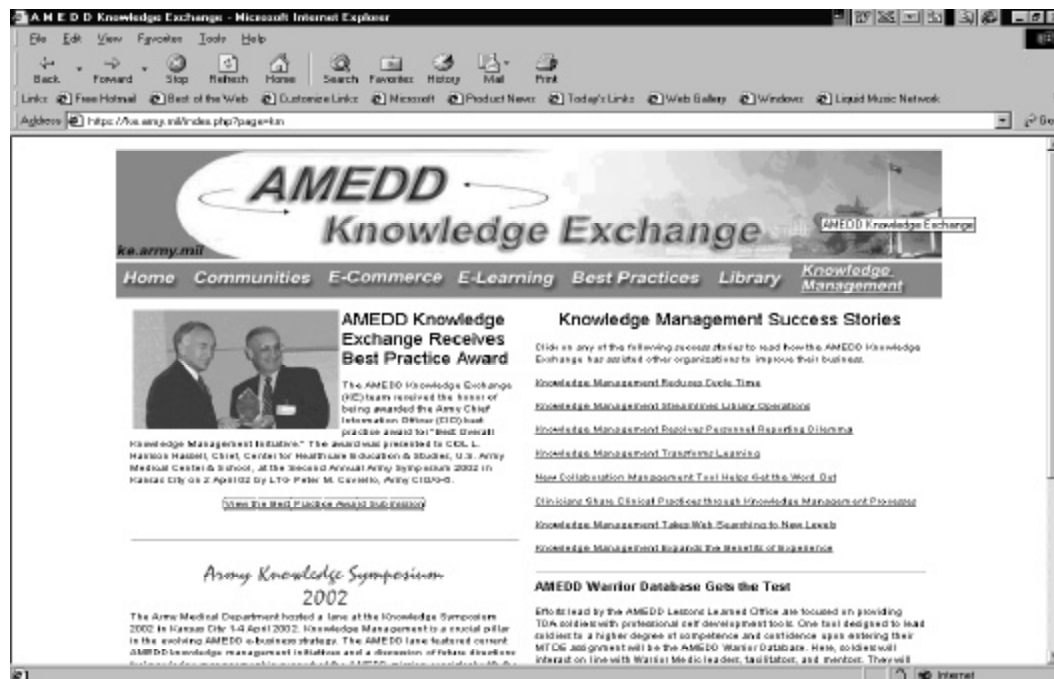 A M E D D Knowledge Exchange - Microsoft Internet Explorer
File Edit View Favorites Tools Help
Back Forward Stop Refresh Home Search Favorites History Mail Print
Links Free Hotmail Best of the Web Customize Links Microsoft Product News Today's Links Web Gallery Windows Liquid Music Network
Address https://ke.army.mil/index.php?page=km Go
AMEDD
Knowledge Exchange
AMEDD Knowledge Exchange
ke.army.mil
Home Communities E-Commerce E-Learning Best Practices Library Knowledge
Management
AMEDD Knowledge
Exchange Receives
Best Practice Award
The AMEDD Knowledge Exchange
(KE) team received the honor of
being awarded the Army Chief
Information Officer (CIO) best
practice award for "Best Overall
Knowledge Management Initiative." The award was presented to COL L.
Harrison Hassell, Chief, Center for Healthcare Education & Studies, U.S. Army
Medical Center & School, at the Second Annual Army Symposium 2002 in
Kansas City on 2 April 02 by LTG Peter M. Cuviello, Army CIO/G-6.
View the Best Practice Award Submission
Army Knowledge Symposium
2002
The Army Medical Department hosted a lane at the Knowledge Symposium
2002 in Kansas City 1-4 April 2002. Knowledge Management is a crucial pillar
in the evolving AMEDD e-business strategy. The AMEDD lane featured current
AMEDD knowledge management initiatives and a discussion of future directions
Knowledge Management Success Stories
Click on any of the following success stories to read how the AMEDD Knowledge
Exchange has assisted other organizations to improve their business.
Knowledge Management Reduces Cycle Time
Knowledge Management Streamlines Library Operations
Knowledge Management Resolves Personnel Reporting Dilemma
Knowledge Management Transforms Learning
New Collaboration Management Tool Helps Get the Word Out
Clinicians Share Clinical Practices through Knowledge Management Processes
Knowledge Management Takes Web Searching to New Levels
Knowledge Management Expands the Benefits of Experience
AMEDD Warrior Database Gets the Test
Efforts lead by the AMEDD Lessons Learned Office are focused on providing
TDA soldiers with professional self development tools. One tool designed to lead
soldiers to a higher degree of competence and confidence upon entering their
MTOE assignment will be the AMEDD Warrior Database. Here, soldiers will
interact on line with Warrior Medic leaders, facilitators, and mentors. They will
Internet